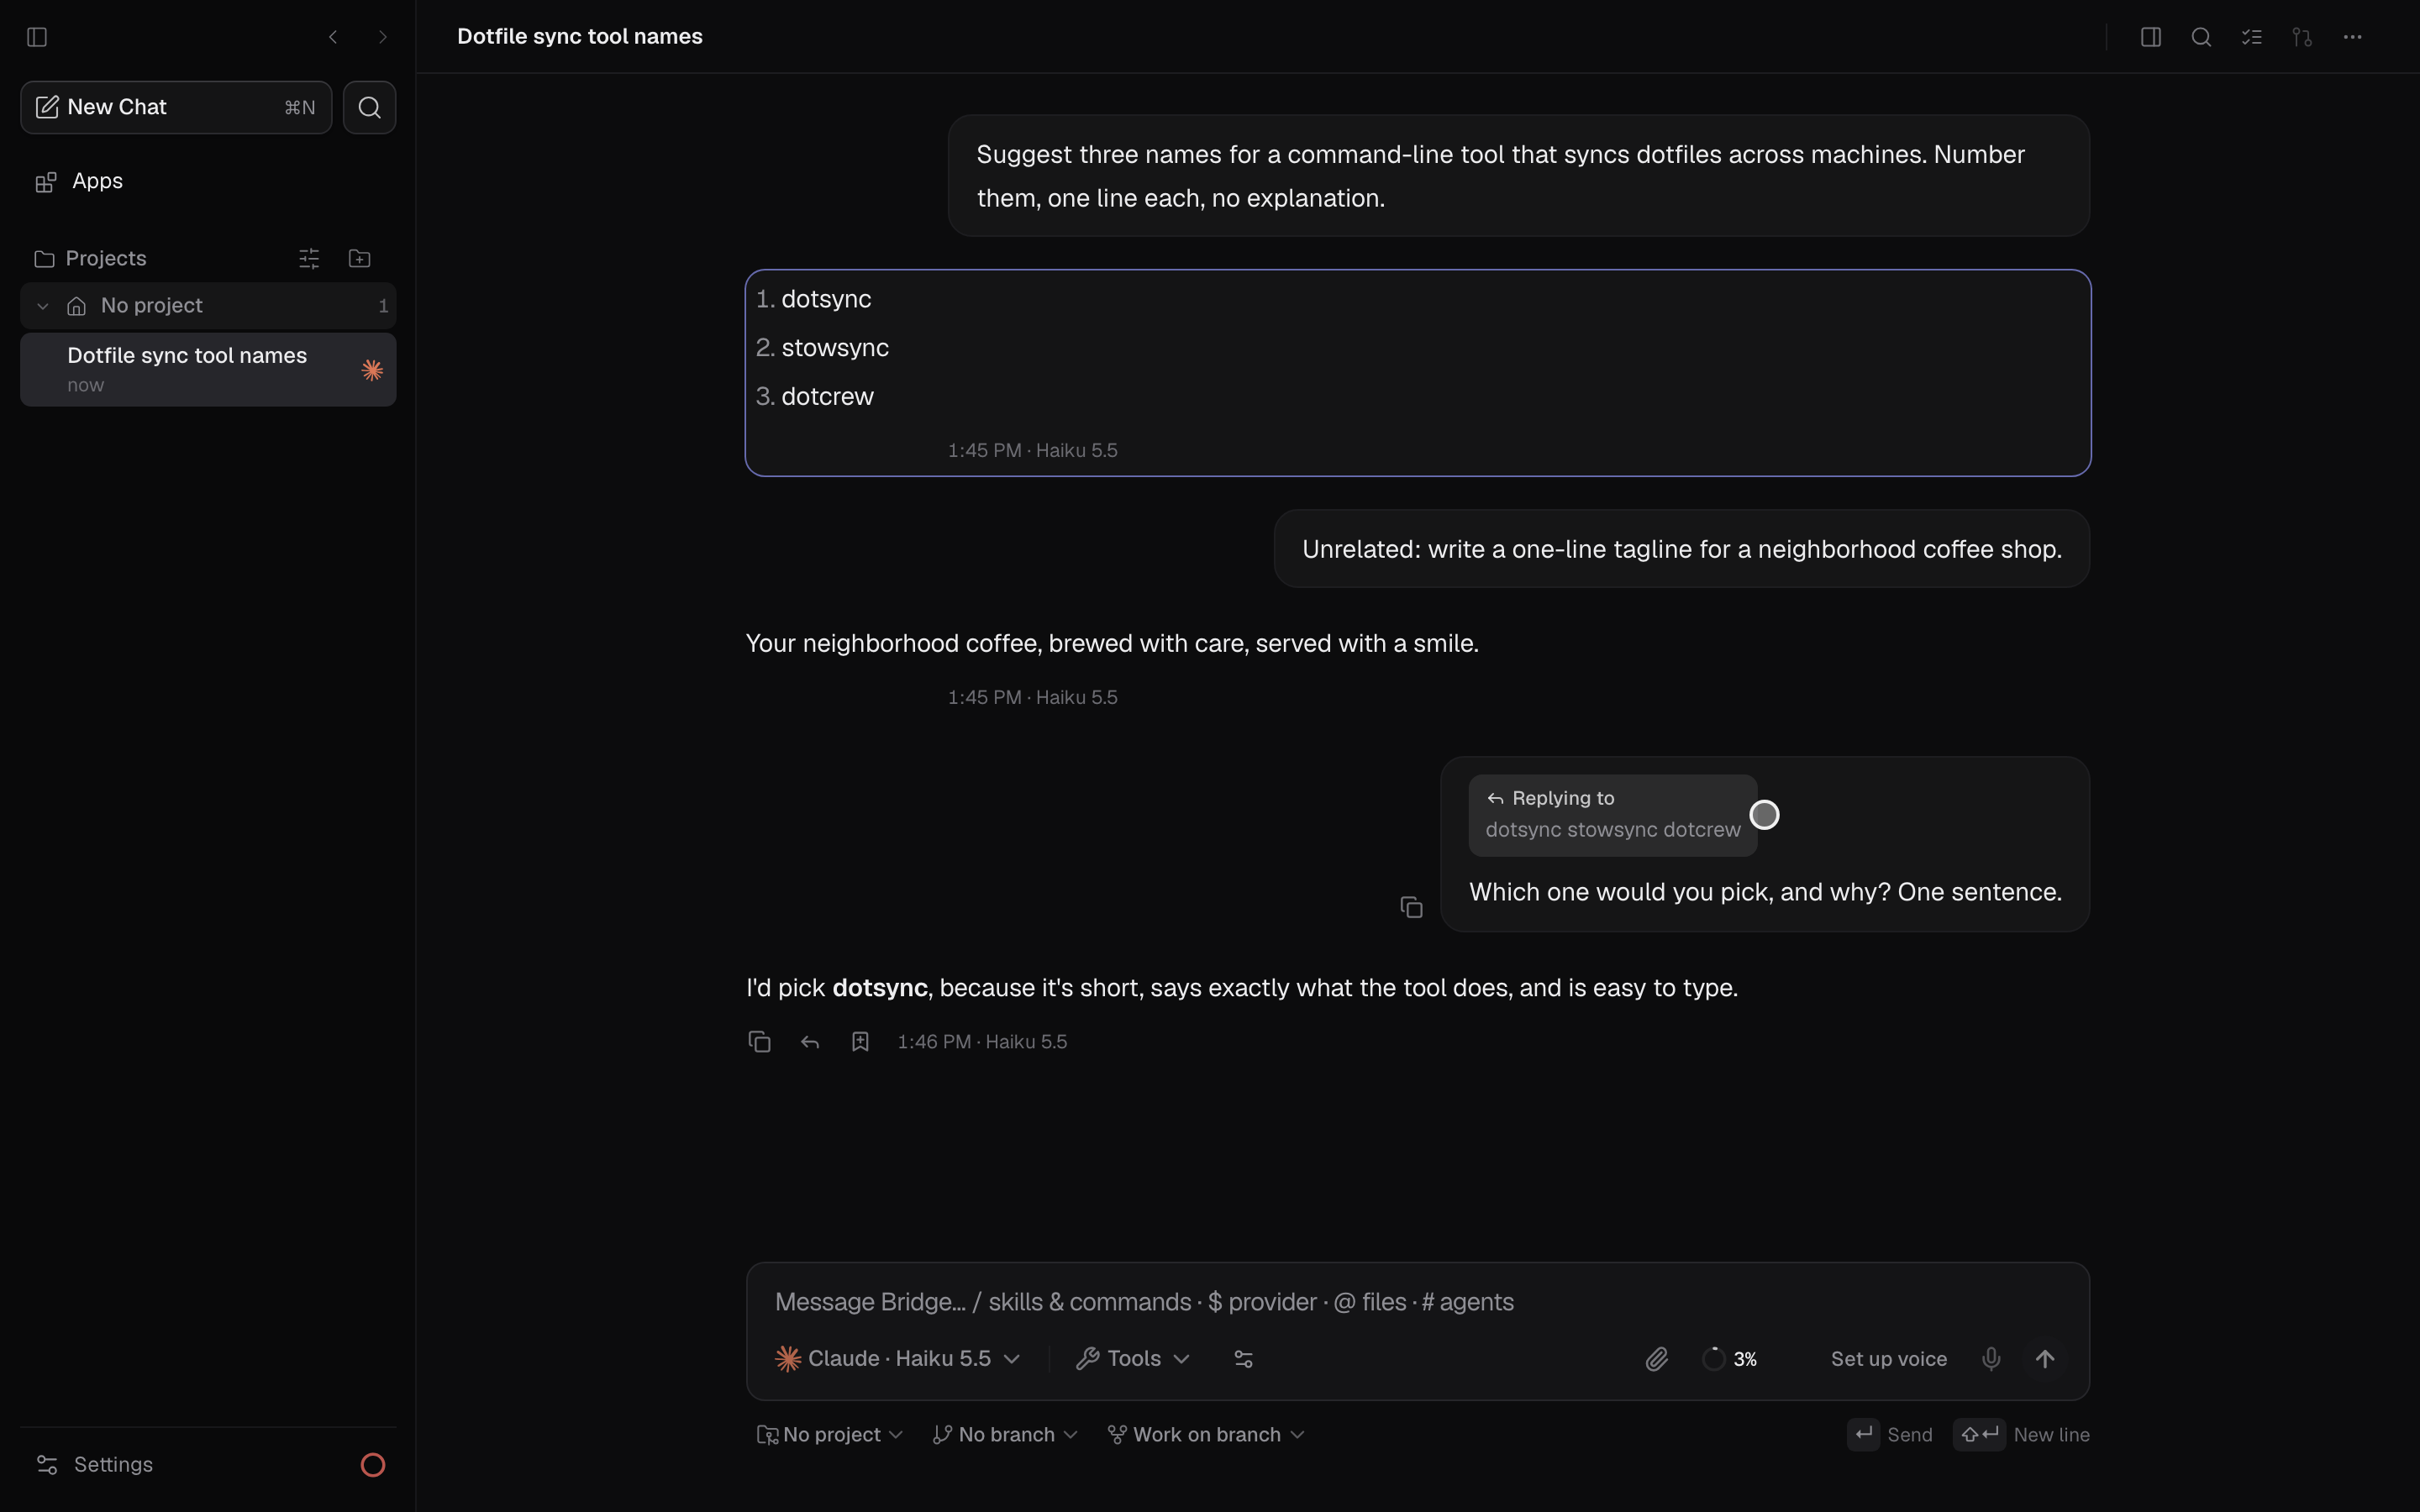 Dotfile sync tool names
New Chat
⌘N
Apps
Projects
No project
1
Dotfile sync tool names
now
Suggest three names for a command-line tool that syncs dotfiles across machines. Number
them, one line each, no explanation.
1. dotsync
2. stowsync
3. dotcrew
1:45 PM · Haiku 5.5
Unrelated: write a one-line tagline for a neighborhood coffee shop.
Your neighborhood coffee, brewed with care, served with a smile.
1:45 PM · Haiku 5.5
Replying to
dotsync stowsync dotcrew
Which one would you pick, and why? One sentence.
I'd pick dotsync, because it's short, says exactly what the tool does, and is easy to type.
1:46 PM · Haiku 5.5
Message Bridge... / skills & commands · $ provider · @ files · # agents
Claude · Haiku 5.5
Tools
3%
Set up voice
No project
No branch
Work on branch
Send
New line
Settings